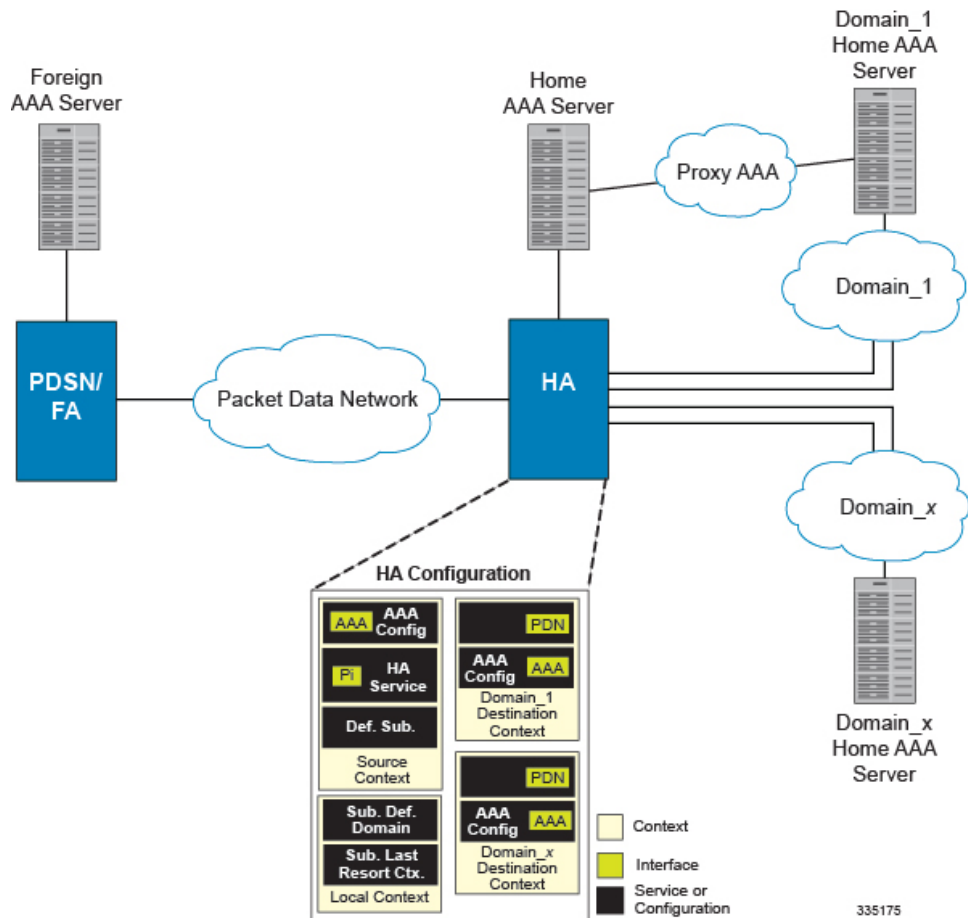 Foreign
AAA Server
Home
AAA Server
Domain_1
Home AAA
Server
Proxy AAA
Domain_1
PDSN/
FA
Packet Data Network
HA
Domain_x
Domain_x
Home AAA
Server
HA Configuration
AAA
AAA
Config
Pi
HA
Service
Def. Sub.
Source
Context
Sub. Def.
Domain
Sub. Last
Resort Ctx.
Local Context
PDN
AAA
Config
AAA
Domain_1
Destination
Context
PDN
AAA
Config
AAA
Domain_x
Destination
Context
Context
Interface
Service or
Configuration
335175